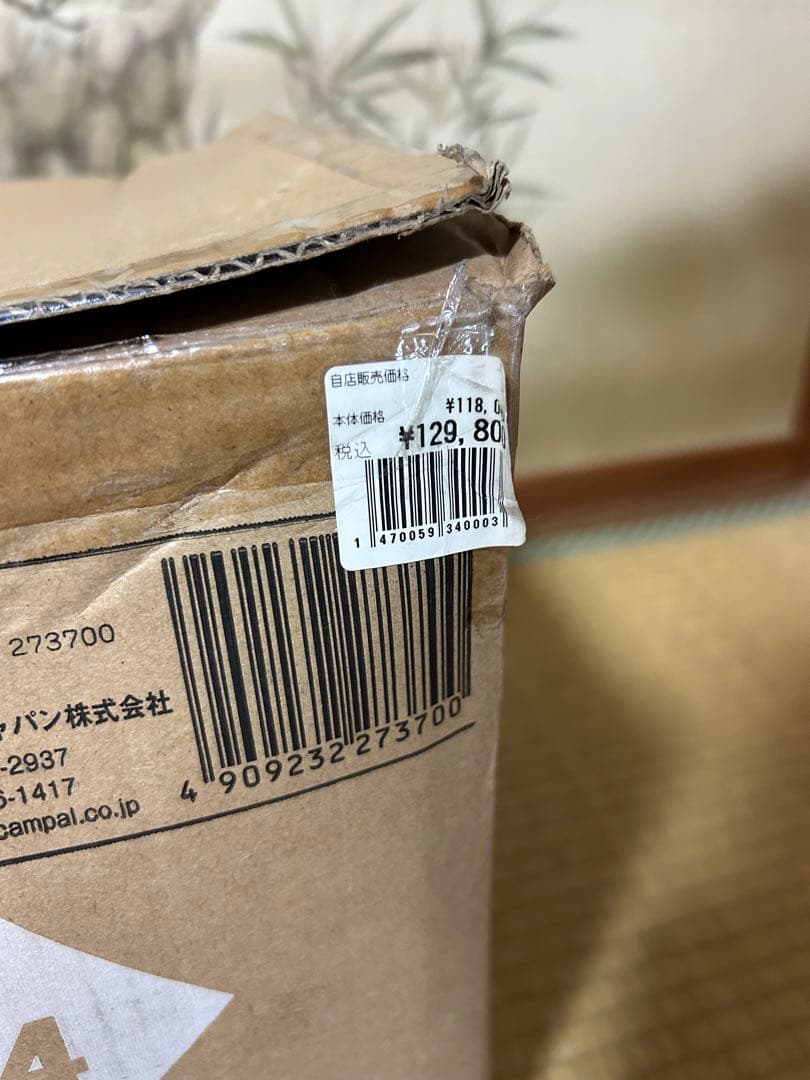 自店販売価格
本体価格 ¥118, 0
税込 ¥129, 80
1 470059 340003
273700
ャパン株式会社
-2937
6-1417
campal.co.jp
4 909232 273700
4